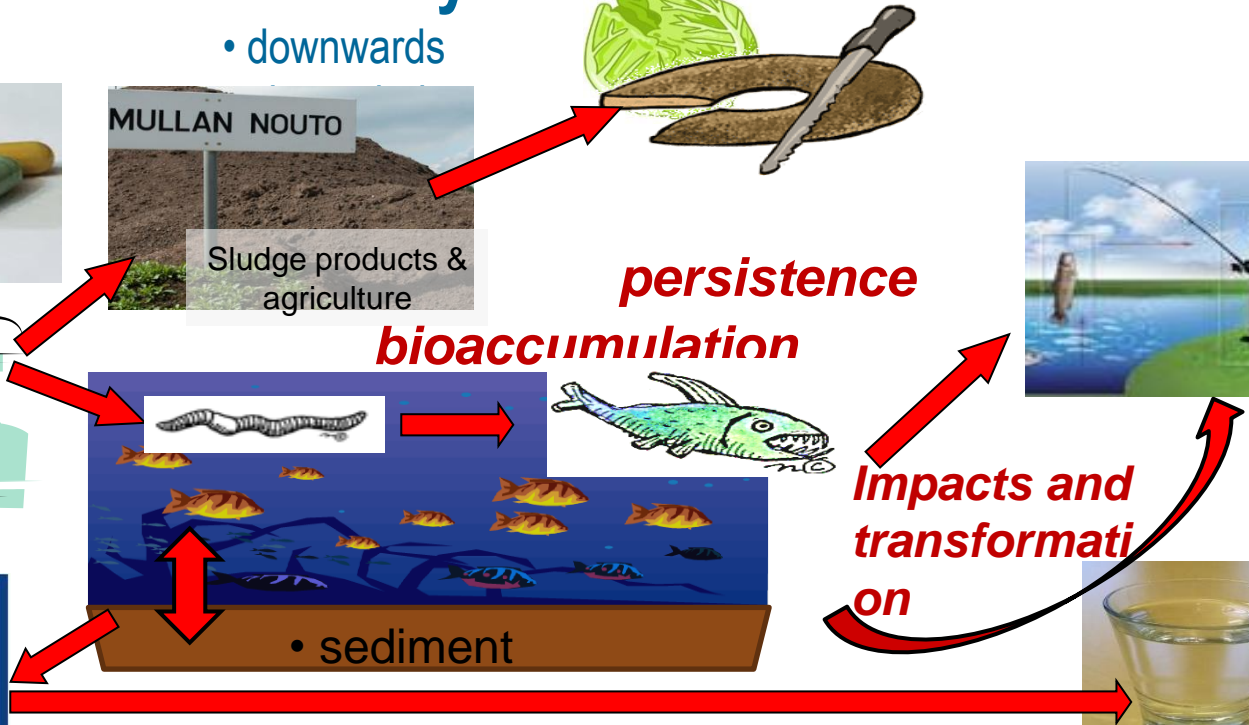 • downwards
MULLAN NOUTO
Sludge products &
agriculture
persistence
bioaccumulation
Impacts and
transformati
on
• sediment